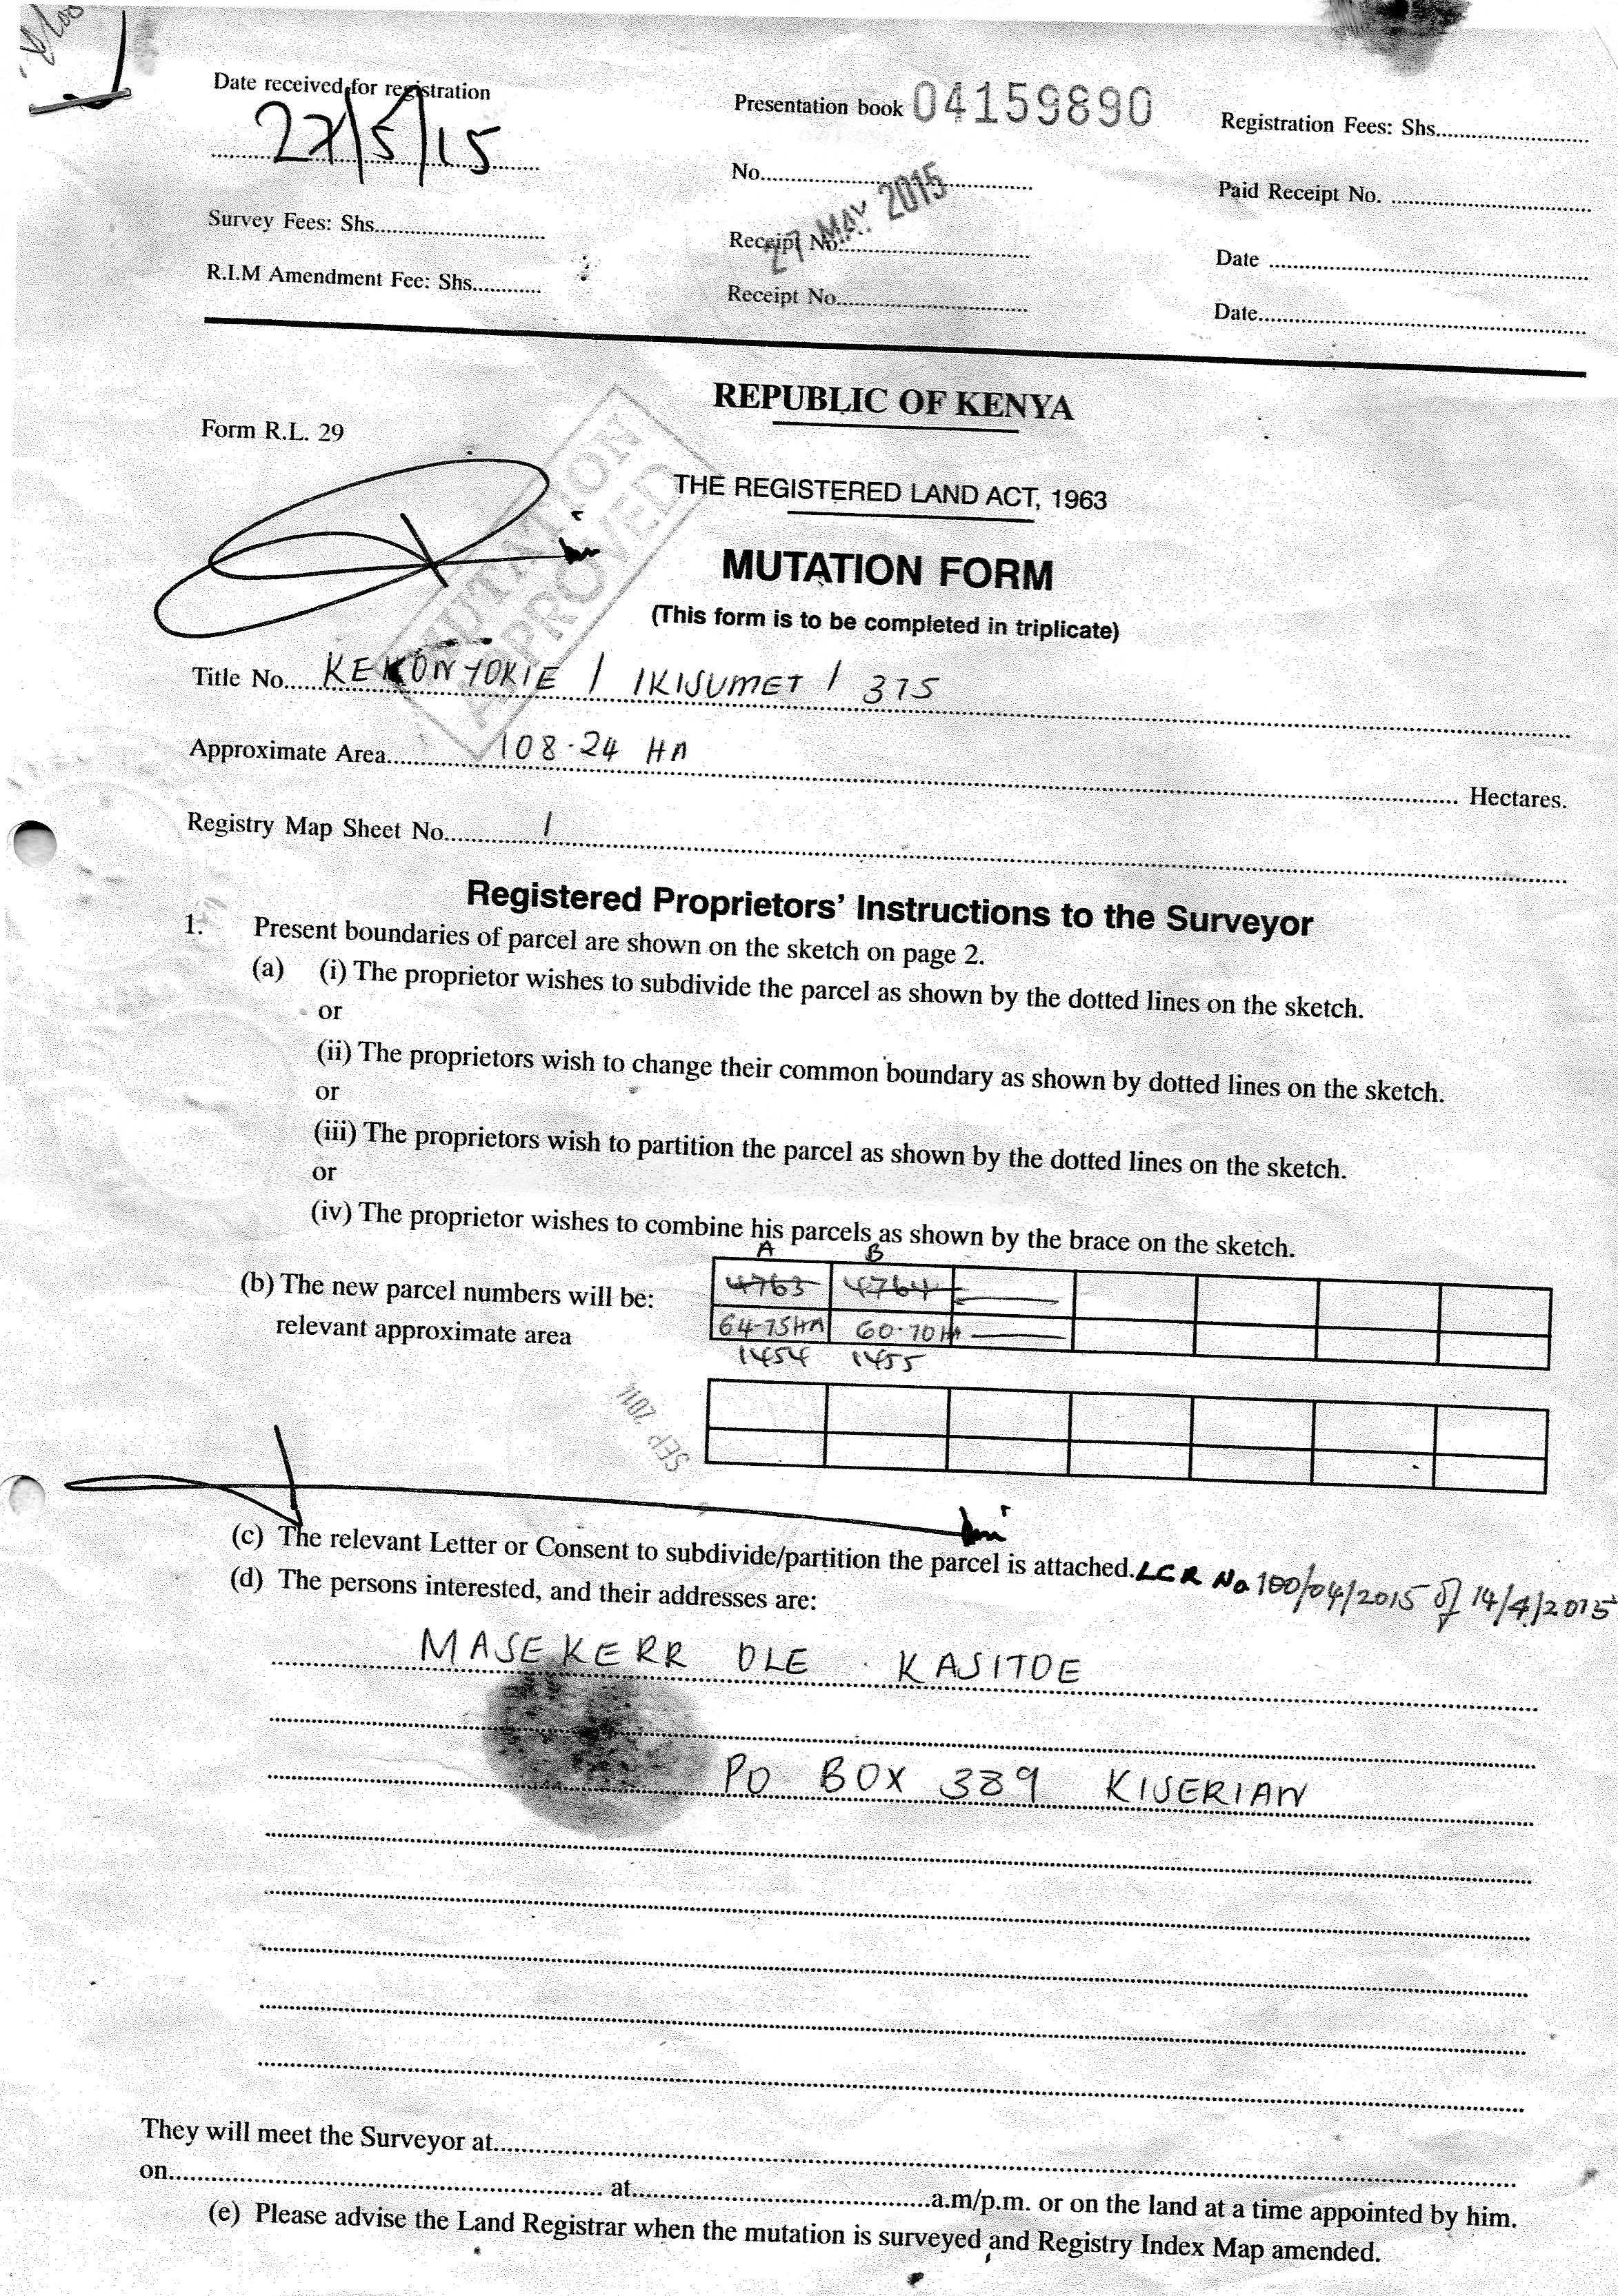 Date received for registration
27/5/15
Presentation book 04159890
Registration Fees: Shs
No.
Paid Receipt No.
27 MAY 2015
Survey Fees: Shs
Receipt No.
Date
R.I.M Amendment Fee: Shs
Receipt No.
Date
REPUBLIC OF KENYA
Form R.L. 29
THE REGISTERED LAND ACT, 1963
MUTATION APPROVED
MUTATION FORM
(This form is to be completed in triplicate)
Title No. KEKONYOKIE / IKISUMET / 375
Approximate Area 108.24 HA Hectares.
Registry Map Sheet No. 1
Registered Proprietors' Instructions to the Surveyor
1. Present boundaries of parcel are shown on the sketch on page 2.
(a) (i) The proprietor wishes to subdivide the parcel as shown by the dotted lines on the sketch.
or
(ii) The proprietors wish to change their common boundary as shown by dotted lines on the sketch.
or
(iii) The proprietors wish to partition the parcel as shown by the dotted lines on the sketch.
or
(iv) The proprietor wishes to combine his parcels as shown by the brace on the sketch.
A B
(b) The new parcel numbers will be: 4763 4764
relevant approximate area 64.75HA 60.70HA
1454 1455
SEP 2014
(c) The relevant Letter or Consent to subdivide/partition the parcel is attached. LCR No 100/04/2015 of 14/4/2015
(d) The persons interested, and their addresses are:
MASEKERR OLE KASITOE
PO BOX 389 KISERIAN
They will meet the Surveyor at
on at a.m/p.m. or on the land at a time appointed by him.
(e) Please advise the Land Registrar when the mutation is surveyed and Registry Index Map amended.